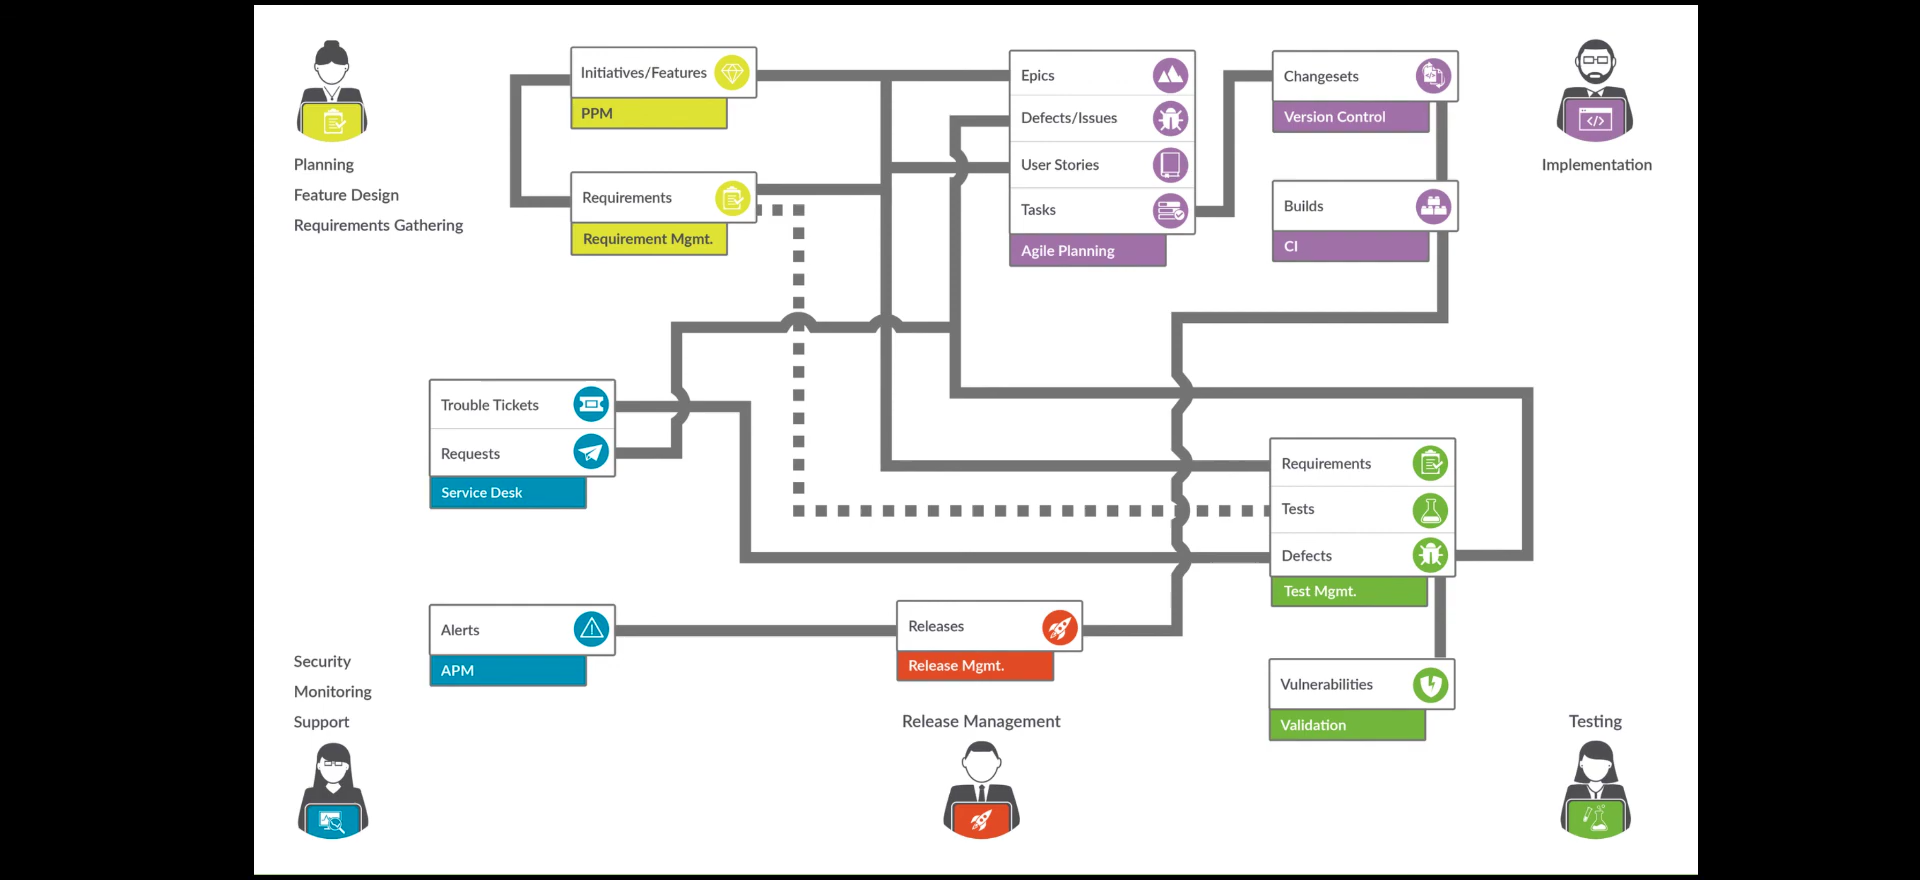 Planning
Feature Design
Requirements Gathering
Initiatives/Features
PPM
Requirements
Requirement Mgmt.
Epics
Defects/Issues
User Stories
Tasks
Agile Planning
Changesets
Version Control
Builds
CI
Implementation
Trouble Tickets
Requests
Service Desk
Requirements
Tests
Defects
Test Mgmt.
Alerts
APM
Releases
Release Mgmt.
Vulnerabilities
Validation
Security
Monitoring
Support
Release Management
Testing